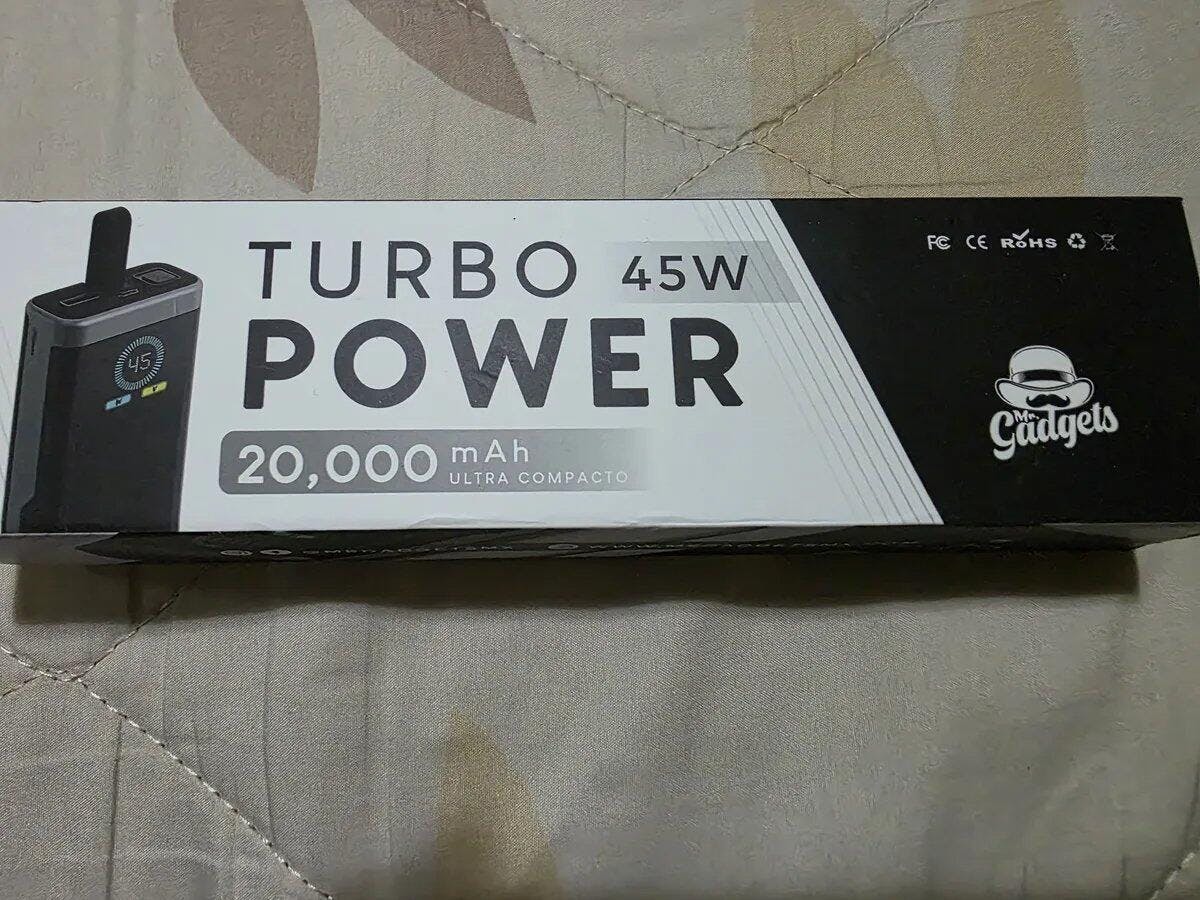 TURBO 45W
POWER
20,000 mAh
ULTRA COMPACTO
45
FC CE RoHS
Mr.
Gadgets